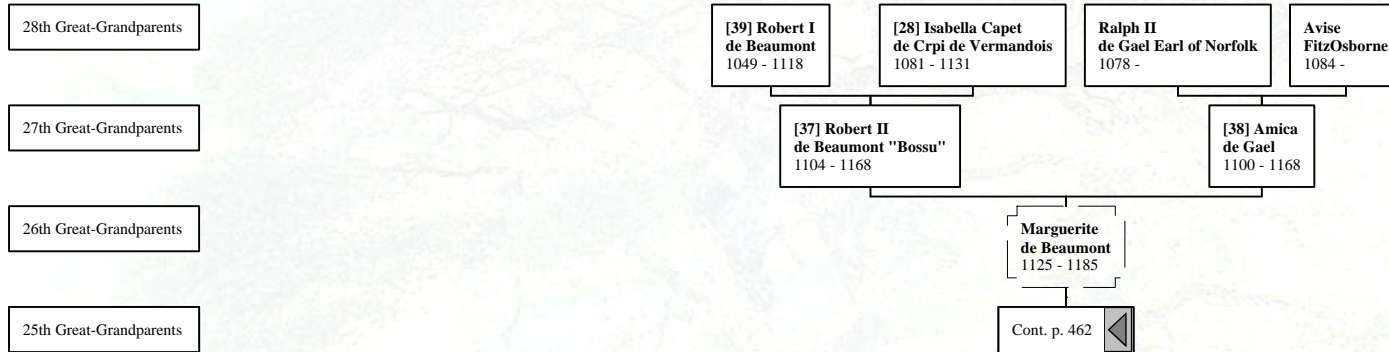 28th Great-Grandparents
[39] Robert I
de Beaumont
1049 - 1118
[28] Isabella Capet
de Crpi de Vermandois
1081 - 1131
Ralph II
de Gael Earl of Norfolk
1078 -
Avise
FitzOsborne
1084 -
27th Great-Grandparents
[37] Robert II
de Beaumont "Bossu"
1104 - 1168
[38] Amica
de Gael
1100 - 1168
26th Great-Grandparents
Marguerite
de Beaumont
1125 - 1185
25th Great-Grandparents
Cont. p. 462